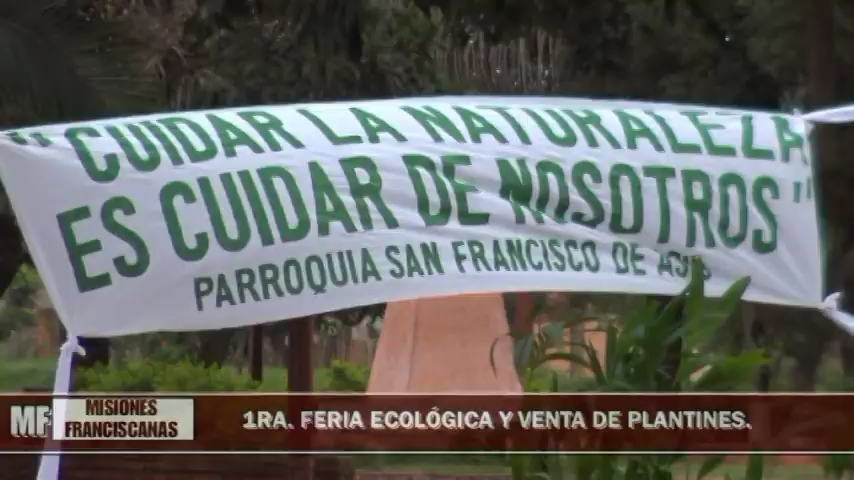 "CUIDAR LA NATURALEZA
ES CUIDAR DE NOSOTROS"
PARROQUIA SAN FRANCISCO DE ASIS
MF MISIONES
FRANCISCANAS
1RA. FERIA ECOLÓGICA Y VENTA DE PLANTINES.